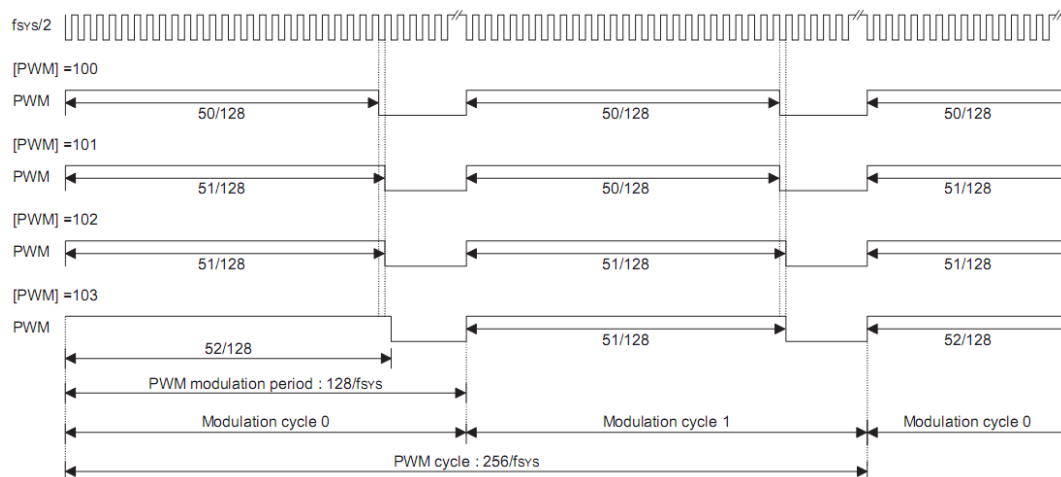 fSYS/2
[PWM] =100
PWM
50/128 50/128 50/128
[PWM] =101
PWM
51/128 50/128 51/128
[PWM] =102
PWM
51/128 51/128 51/128
[PWM] =103
PWM
52/128 51/128 52/128
PWM modulation period : 128/fSYS
Modulation cycle 0 Modulation cycle 1 Modulation cycle 0
PWM cycle : 256/fSYS